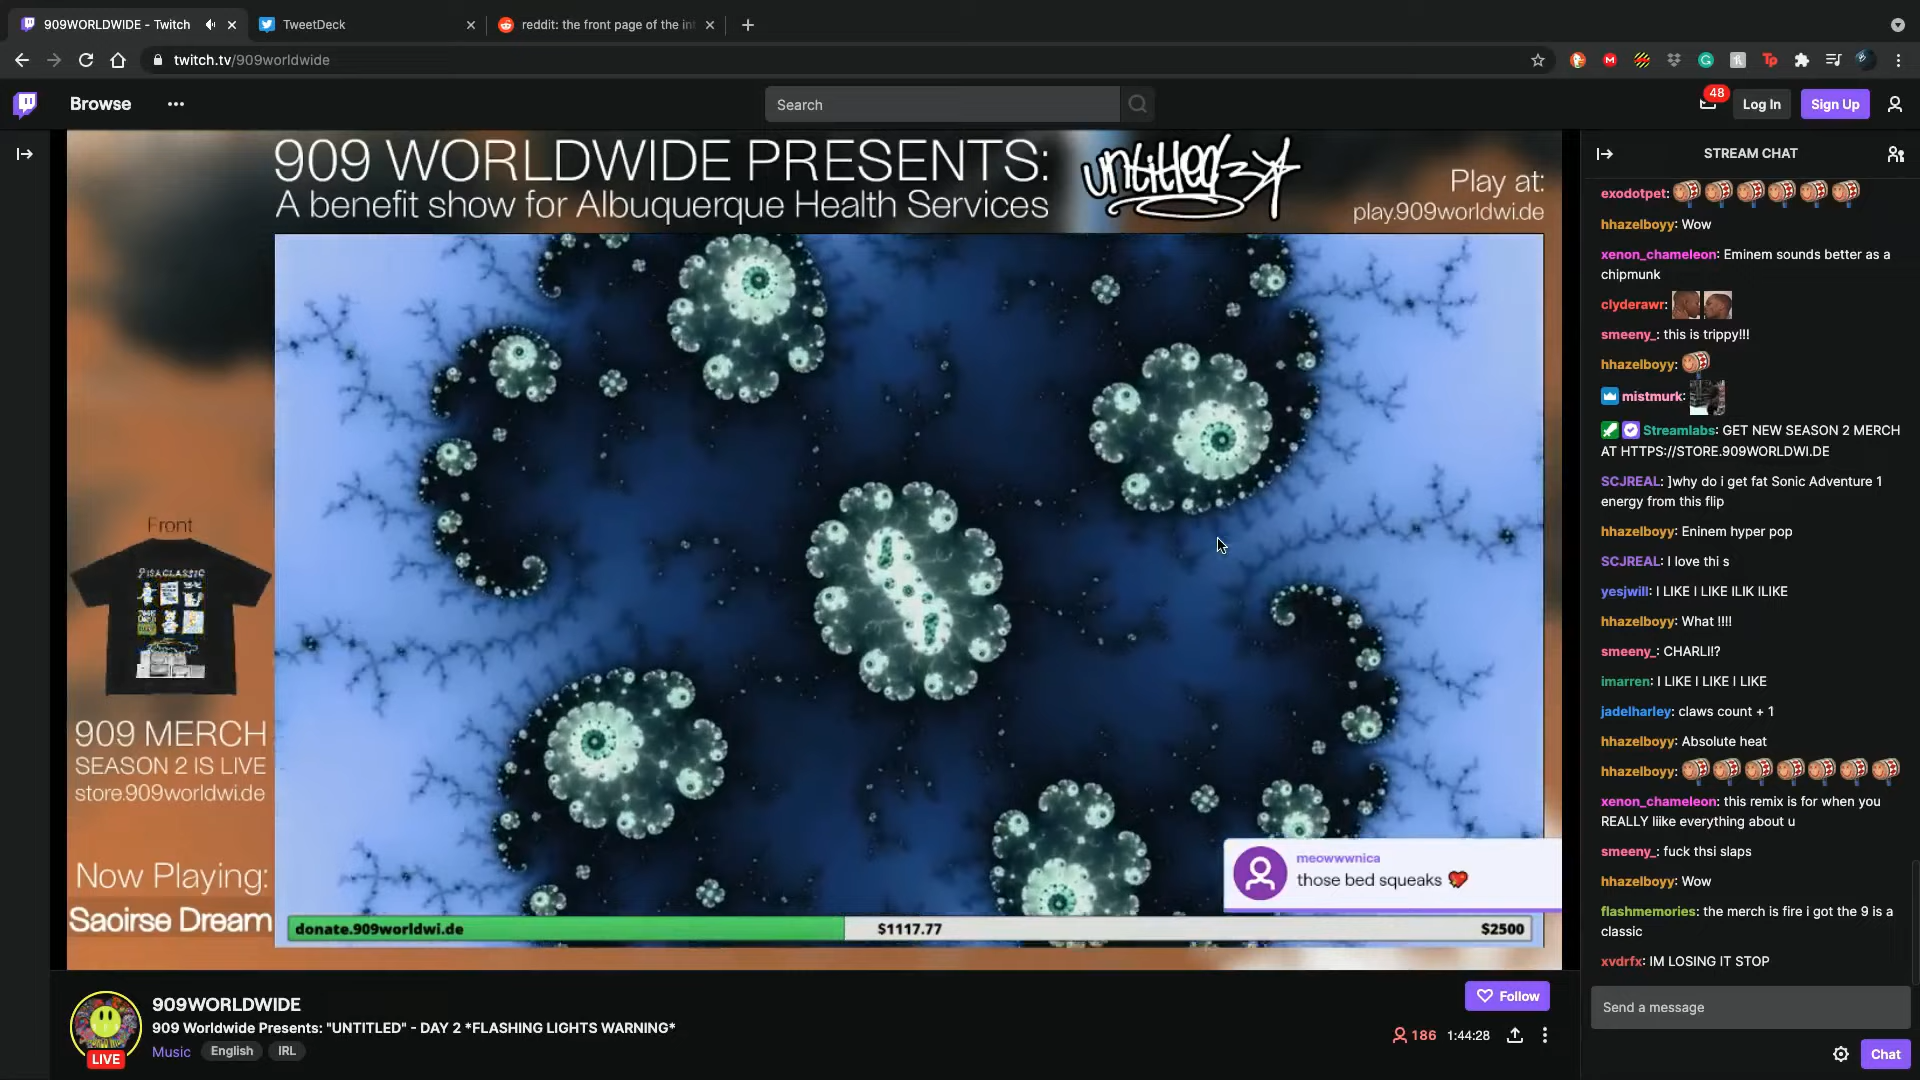 909WORLDWIDE - Twitch
TweetDeck
reddit: the front page of the int
twitch.tv/909worldwide
Browse
Search
48
Log In
Sign Up
909 WORLDWIDE PRESENTS:
A benefit show for Albuquerque Health Services
untitled
Play at:
play.909worldwi.de
Front
909 MERCH
SEASON 2 IS LIVE
store.909worldwi.de
Now Playing:
Saoirse Dream
meowwwnica
those bed squeaks
donate.909worldwi.de
$1117.77
$2500
LIVE
909WORLDWIDE
909 Worldwide Presents: "UNTITLED" - DAY 2 *FLASHING LIGHTS WARNING*
Music
English
IRL
Follow
186
1:44:28
STREAM CHAT
exodotpet:
hhazelboyy: Wow
xenon_chameleon: Eminem sounds better as a
chipmunk
clyderawr:
smeeny_: this is trippy!!!
hhazelboyy:
mistmurk:
Streamlabs: GET NEW SEASON 2 MERCH
AT HTTPS://STORE.909WORLDWI.DE
SCJREAL: ]why do i get fat Sonic Adventure 1
energy from this flip
hhazelboyy: Eninem hyper pop
SCJREAL: I love thi s
yesjwill: I LIKE I LIKE ILIK ILIKE
hhazelboyy: What !!!!
smeeny_: CHARLI!?
imarren: I LIKE I LIKE I LIKE
jadelharley: claws count + 1
hhazelboyy: Absolute heat
hhazelboyy:
xenon_chameleon: this remix is for when you
REALLY liike everything about u
smeeny_: fuck thsi slaps
hhazelboyy: Wow
flashmemories: the merch is fire i got the 9 is a
classic
xvdrfx: IM LOSING IT STOP
Send a message
Chat